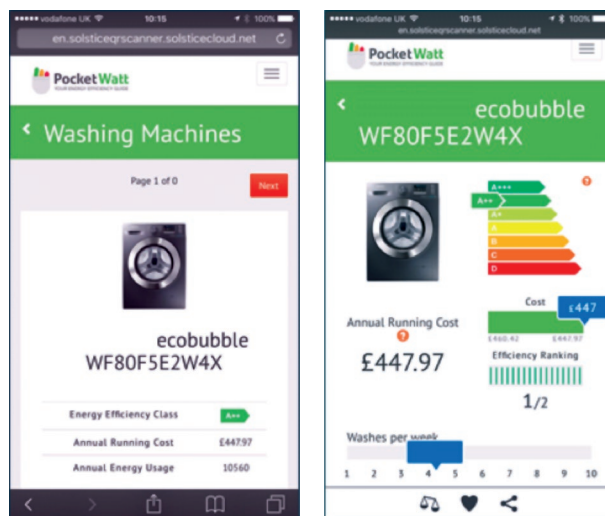 vodafone UK 10:15 100%
en.solsticeqrscanner.solsticecloud.net
PocketWatt
YOUR ENERGY EFFICIENCY GUIDE
Washing Machines
Page 1 of 0
Next
ecobubble
WF80F5E2W4X
Energy Efficiency Class A++
Annual Running Cost £447.97
Annual Energy Usage 10560
vodafone UK 10:15 100%
en.solsticeqrscanner.solsticecloud.net
PocketWatt
YOUR ENERGY EFFICIENCY GUIDE
ecobubble
WF80F5E2W4X
A+++
A++
A+
A
B
C
D
?
Annual Running Cost
?
£447.97
Cost
£447
£460.42 £447.97
Efficiency Ranking
1/2
Washes per week
1 2 3 4 5 6 7 8 9 10